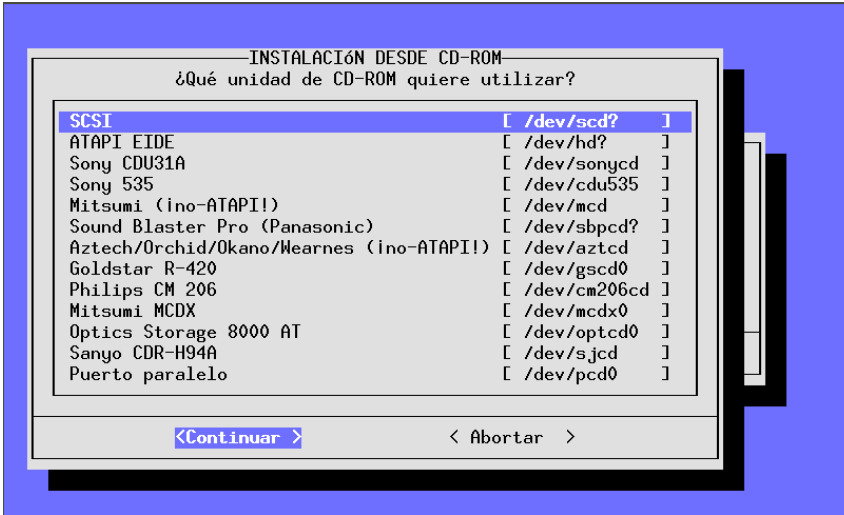 INSTALACIóN DESDE CD-ROM
¿Qué unidad de CD-ROM quiere utilizar?
SCSI [ /dev/scd? ]
ATAPI EIDE [ /dev/hd? ]
Sony CDU31A [ /dev/sonycd ]
Sony 535 [ /dev/cdu535 ]
Mitsumi (¡no-ATAPI!) [ /dev/mcd ]
Sound Blaster Pro (Panasonic) [ /dev/sbpcd? ]
Aztech/Orchid/Okano/Wearnes (¡no-ATAPI!) [ /dev/aztcd ]
Goldstar R-420 [ /dev/gscd0 ]
Philips CM 206 [ /dev/cm206cd ]
Mitsumi MCDX [ /dev/mcdx0 ]
Optics Storage 8000 AT [ /dev/optcd0 ]
Sanyo CDR-H94A [ /dev/sjcd ]
Puerto paralelo [ /dev/pcd0 ]
<Continuar > < Abortar >